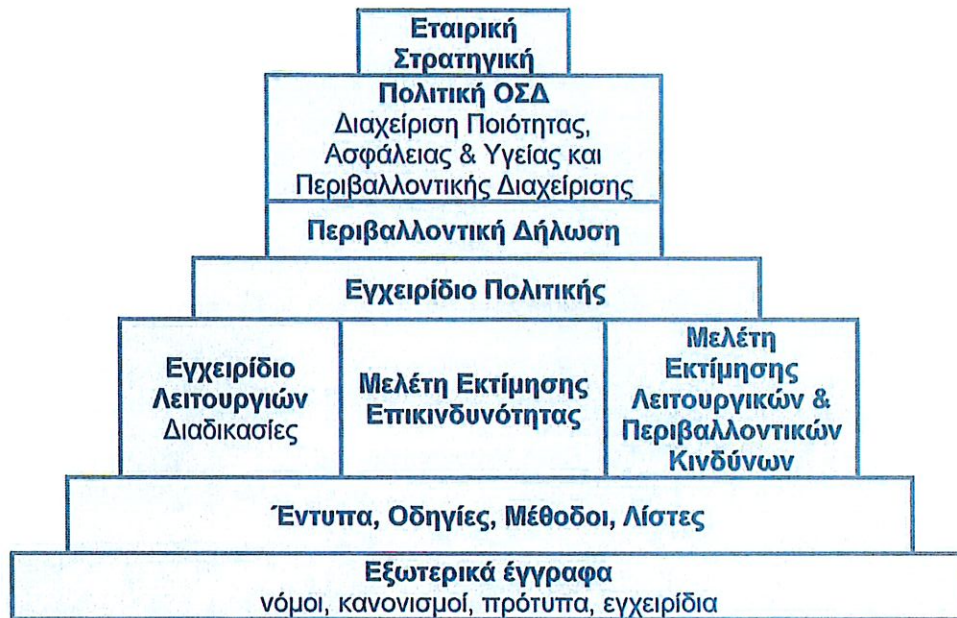 Εταιρική
Στρατηγική
Πολιτική ΟΣΔ
Διαχείριση Ποιότητας,
Ασφάλειας & Υγείας και
Περιβαλλοντικής Διαχείρισης
Περιβαλλοντική Δήλωση
Εγχειρίδιο Πολιτικής
Εγχειρίδιο
Λειτουργιών
Διαδικασίες
Μελέτη Εκτίμησης
Επικινδυνότητας
Μελέτη
Εκτίμησης
Λειτουργικών &
Περιβαλλοντικών
Κινδύνων
Έντυπα, Οδηγίες, Μέθοδοι, Λίστες
Εξωτερικά έγγραφα
νόμοι, κανονισμοί, πρότυπα, εγχειρίδια